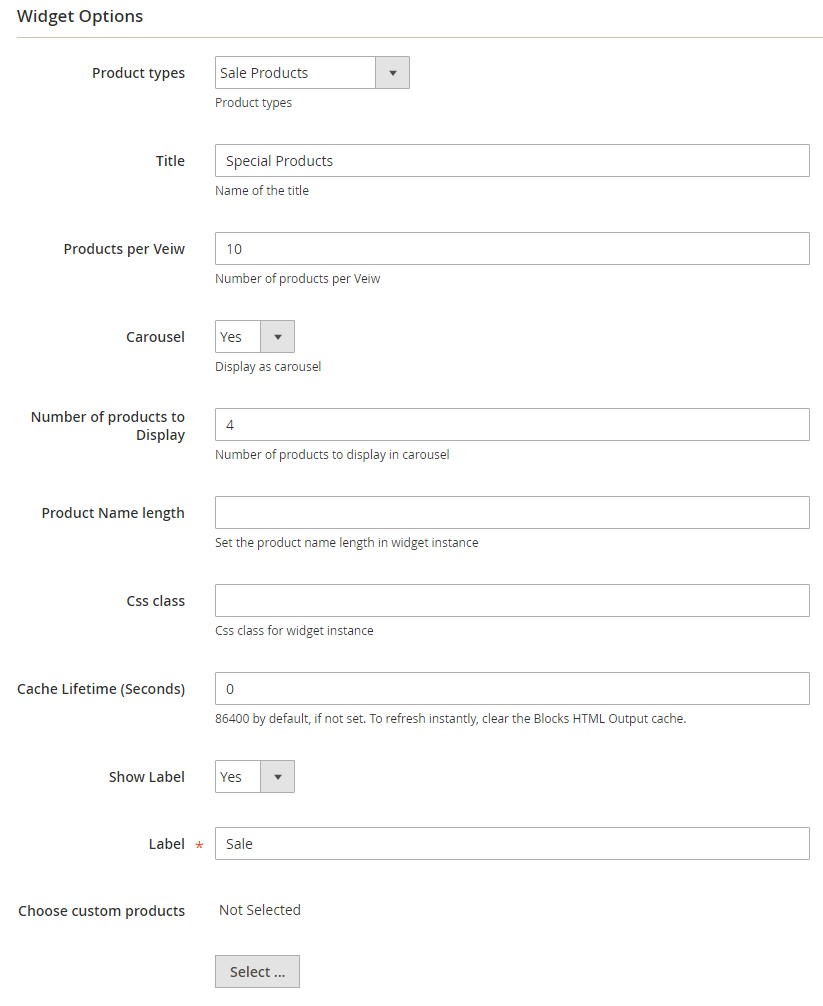 Widget Options
Product types
Sale Products
Product types
Title
Special Products
Name of the title
Products per Veiw
10
Number of products per Veiw
Carousel
Yes
Display as carousel
Number of products to
Display
4
Number of products to display in carousel
Product Name length
Set the product name length in widget instance
Css class
Css class for widget instance
Cache Lifetime (Seconds)
0
86400 by default, if not set. To refresh instantly, clear the Blocks HTML Output cache.
Show Label
Yes
Label *
Sale
Choose custom products
Not Selected
Select ...